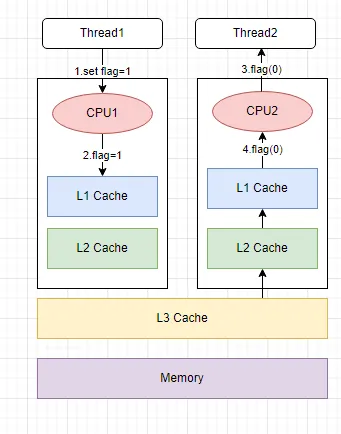 Thread1
Thread2
1.set flag=1
3.flag(0)
CPU1
CPU2
2.flag=1
4.flag(0)
L1 Cache
L1 Cache
L2 Cache
L2 Cache
L3 Cache
Memory